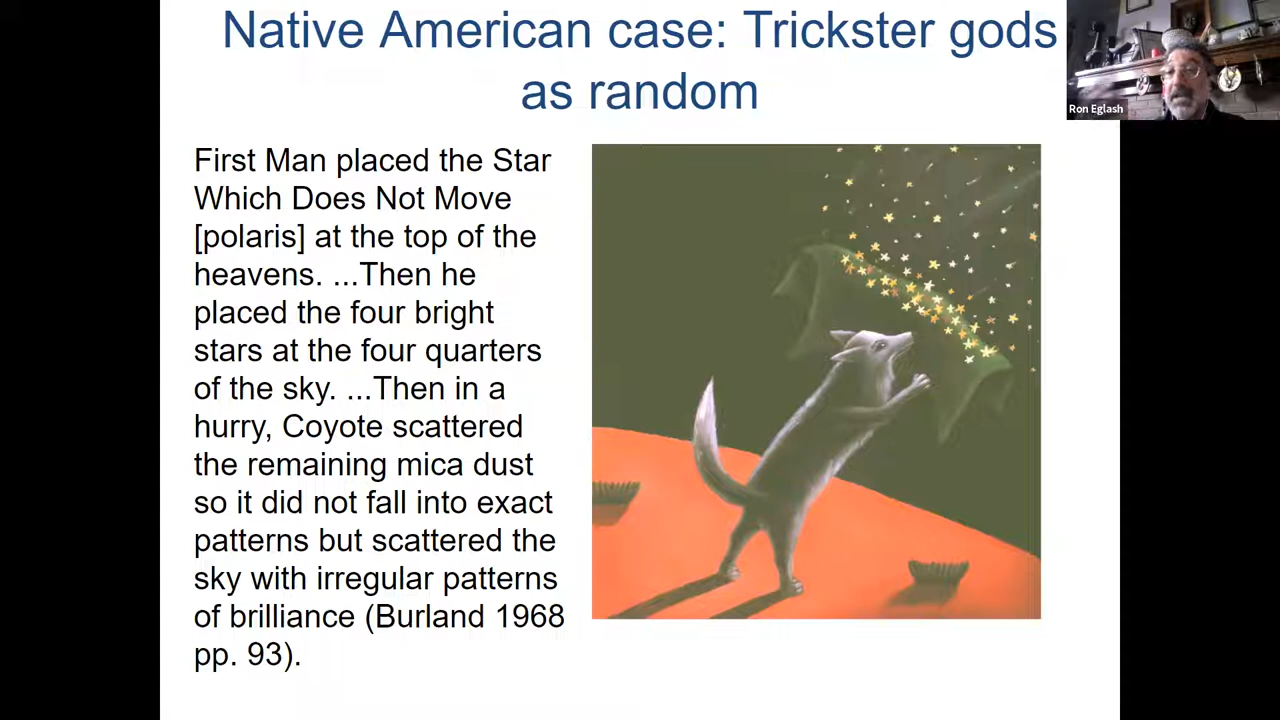 Native American case: Trickster gods
as random
First Man placed the Star
Which Does Not Move
[polaris] at the top of the
heavens. ...Then he
placed the four bright
stars at the four quarters
of the sky. ...Then in a
hurry, Coyote scattered
the remaining mica dust
so it did not fall into exact
patterns but scattered the
sky with irregular patterns
of brilliance (Burland 1968
pp. 93).
Ron Eglash